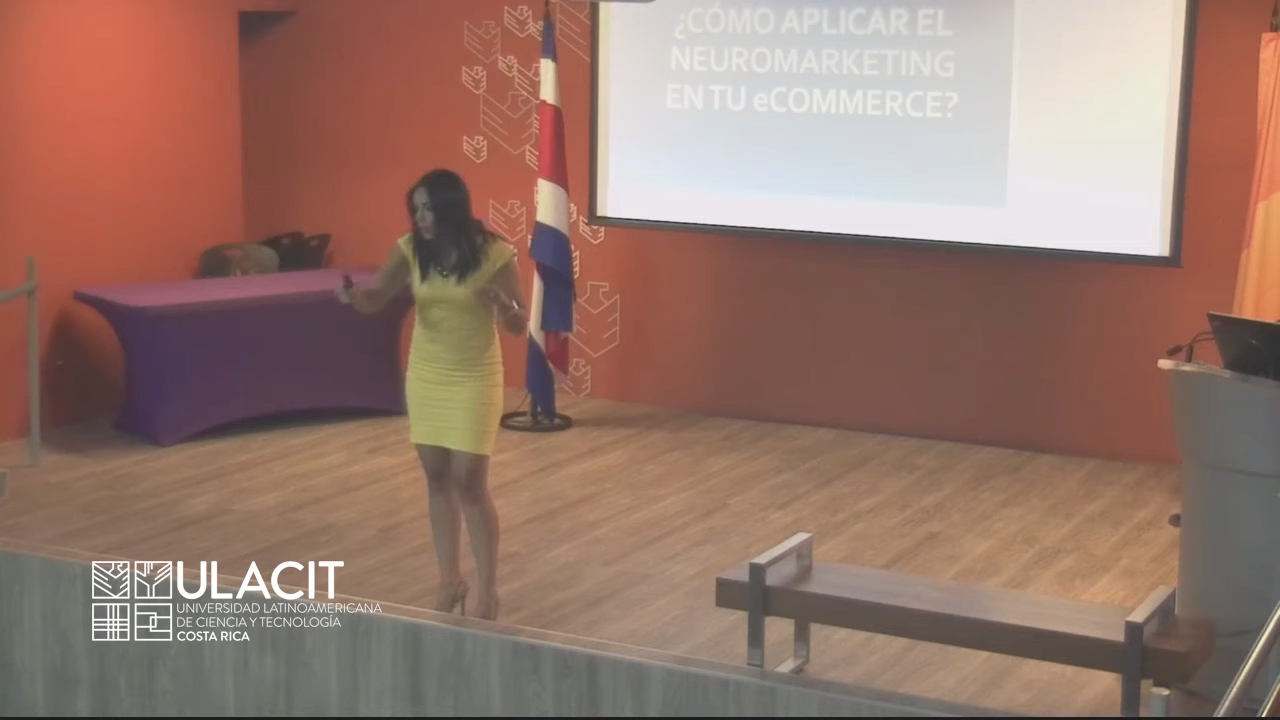 ¿CÓMO APLICAR EL
NEUROMARKETING
EN TU eCOMMERCE?
ULACIT
UNIVERSIDAD LATINOAMERICANA
DE CIENCIA Y TECNOLOGÍA
COSTA RICA